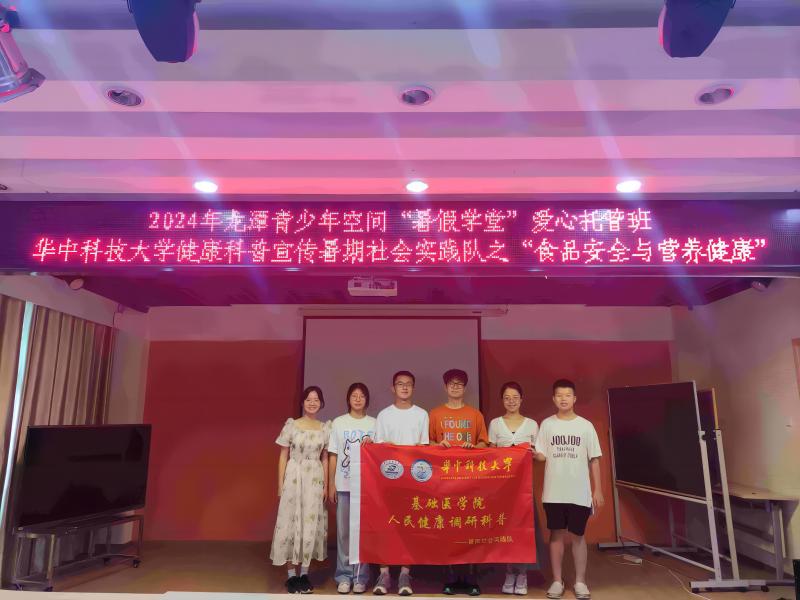 2024年龙潭青少年空间“暑假学堂”爱心托管班
华中科技大学健康科普宣传暑期社会实践队之“食品安全与营养健康”
华中科技大学
基础医学院
人民健康调研科普
I FOUND
JOOJOO